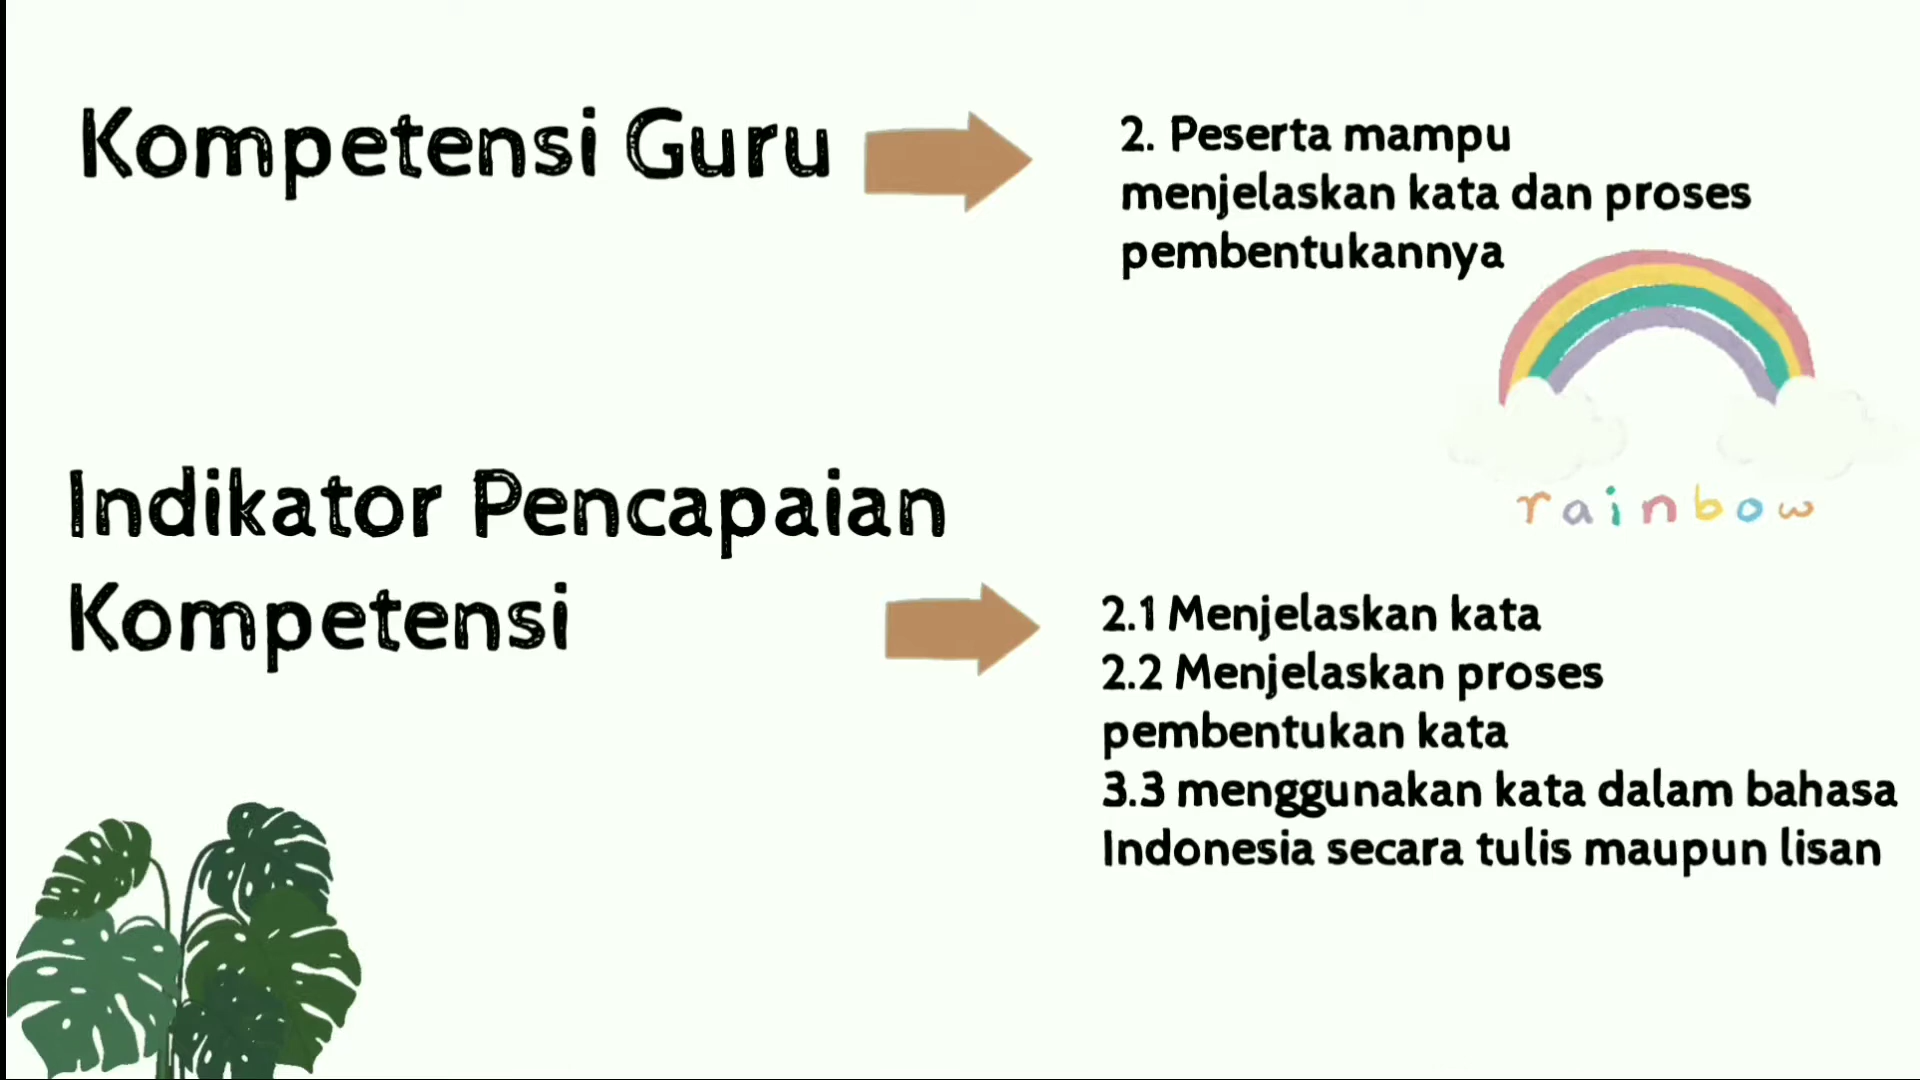 Kompetensi Guru
2. Peserta mampu
menjelaskan kata dan proses
pembentukannya
rainbow
Indikator Pencapaian
Kompetensi
2.1 Menjelaskan kata
2.2 Menjelaskan proses
pembentukan kata
3.3 menggunakan kata dalam bahasa
Indonesia secara tulis maupun lisan